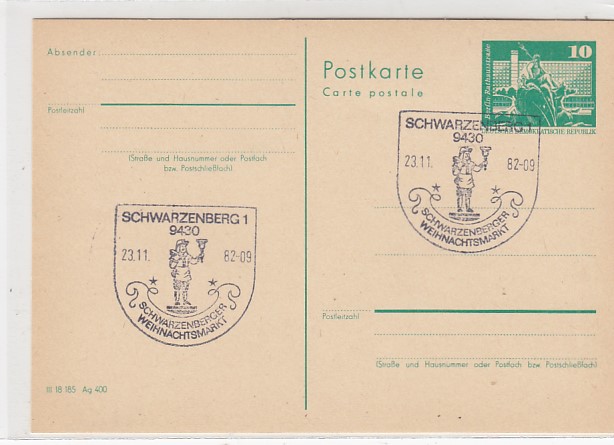 Absender:
Postleitzahl
(Straße und Hausnummer oder Postfach
bzw. Postschließfach)
SCHWARZENBERG 1
9430
23.11. 82-09
SCHWARZENBERGER
WEIHNACHTSMARKT
III 18 185 Ag 400
Postkarte
Carte postale
10
Berlin, Rathausstraße
DEUTSCHE DEMOKRATISCHE REPUBLIK
SCHWARZENBERG 1
9430
23.11. 82-09
SCHWARZENBERGER
WEIHNACHTSMARKT
Postleitzahl
(Straße und Hausnummer oder Postfach bzw. Postschließfach)